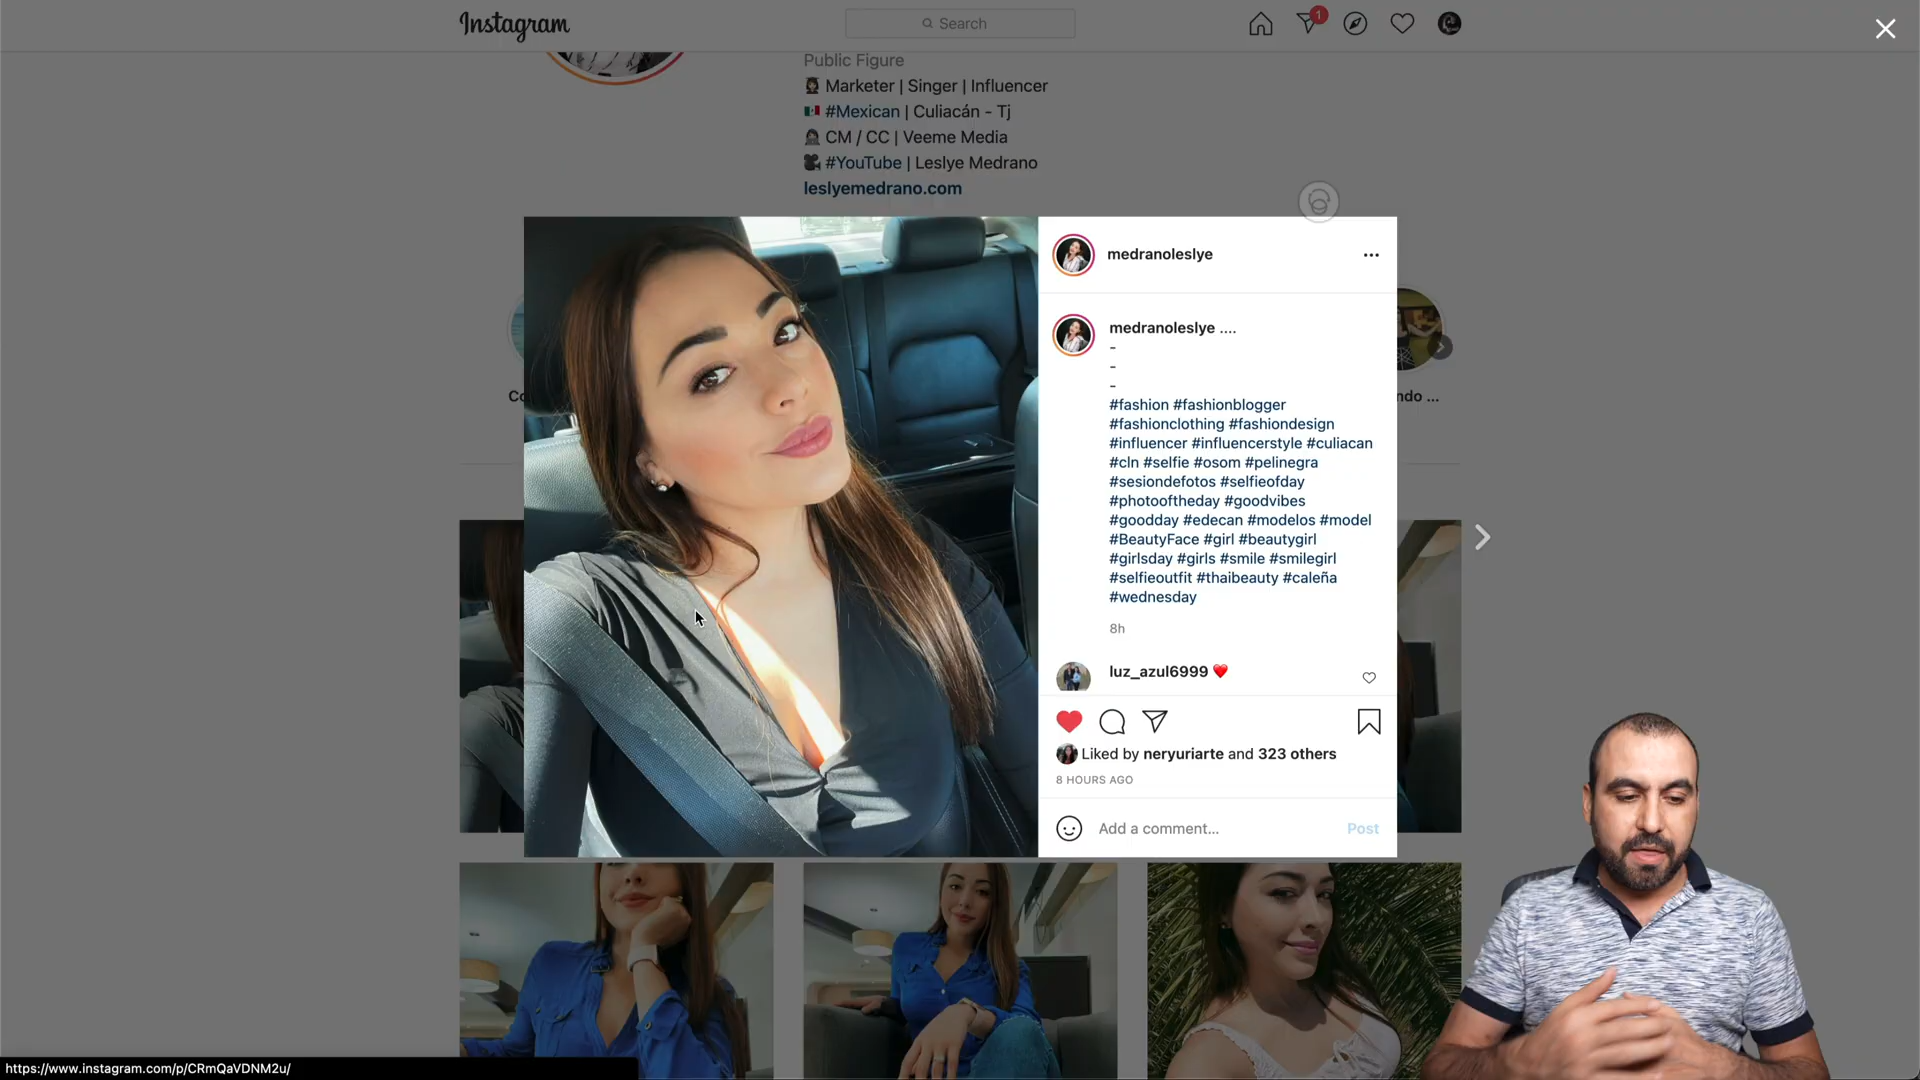 Instagram
Search
1
Public Figure
Marketer | Singer | Influencer
#Mexican | Culiacán - Tj
CM / CC | Veeme Media
#YouTube | Leslye Medrano
leslyemedrano.com
Co
ndo ...
medranoleslye
medranoleslye ....
-
-
-
#fashion #fashionblogger
#fashionclothing #fashiondesign
#influencer #influencerstyle #culiacan
#cln #selfie #osom #pelinegra
#sesiondefotos #selfieofday
#photooftheday #goodvibes
#goodday #edecan #modelos #model
#BeautyFace #girl #beautygirl
#girlsday #girls #smile #smilegirl
#selfieoutfit #thaibeauty #caleña
#wednesday
8h
luz_azul6999 ❤️
Liked by neryuriarte and 323 others
8 HOURS AGO
Add a comment... Post
https://www.instagram.com/p/CRmQaVDNM2u/